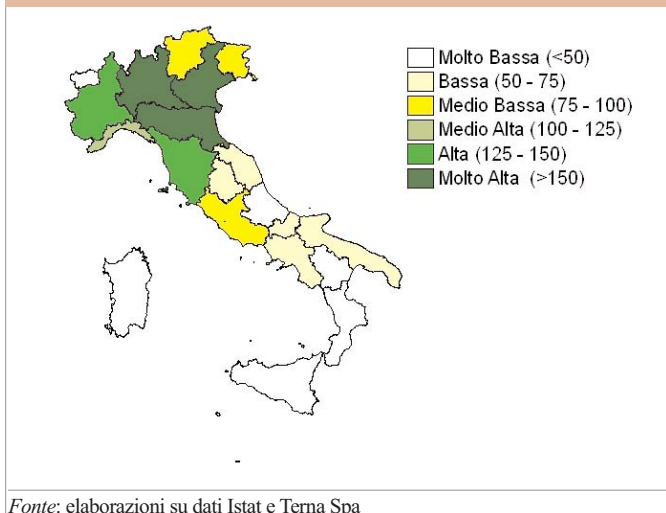 Molto Bassa (<50)
Bassa (50 - 75)
Medio Bassa (75 - 100)
Medio Alta (100 - 125)
Alta (125 - 150)
Molto Alta (>150)
Fonte: elaborazioni su dati Istat e Terna Spa